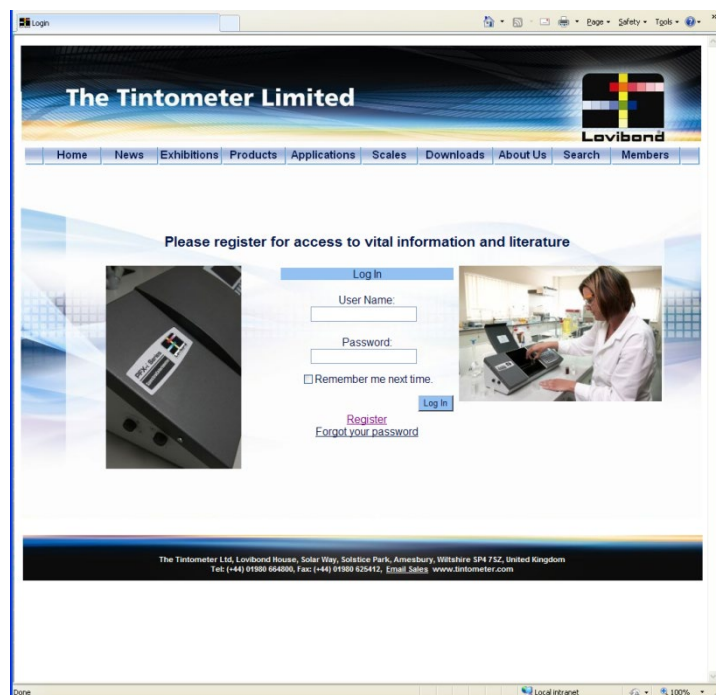 Login
Page Safety Tools
The Tintometer Limited
Lovibond
Home News Exhibitions Products Applications Scales Downloads About Us Search Members
Please register for access to vital information and literature
Log In
User Name:
PFX-i Series
Password:
Remember me next time.
Log In
Register
Forgot your password
The Tintometer Ltd, Lovibond House, Solar Way, Solstice Park, Amesbury, Wiltshire SP4 7SZ, United Kingdom
Tel: (+44) 01980 664800, Fax: (+44) 01980 625412, Email Sales www.tintometer.com
Done Local intranet 100%